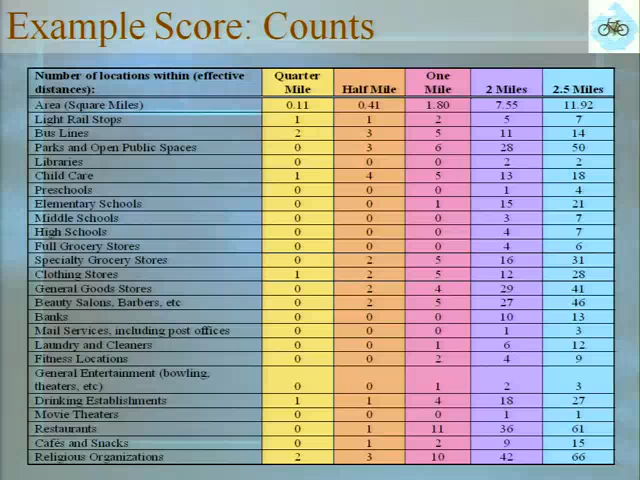 Example Score: Counts
Number of locations within (effective distances): Quarter Mile Half Mile One Mile 2 Miles 2.5 Miles
Area (Square Miles) 0.11 0.41 1.80 7.55 11.92
Light Rail Stops 1 1 2 5 7
Bus Lines 2 3 5 11 14
Parks and Open Public Spaces 0 3 6 28 50
Libraries 0 0 0 2 2
Child Care 1 4 5 13 18
Preschools 0 0 0 1 4
Elementary Schools 0 0 1 15 21
Middle Schools 0 0 0 3 7
High Schools 0 0 0 4 7
Full Grocery Stores 0 0 0 4 6
Specialty Grocery Stores 0 2 5 16 31
Clothing Stores 1 2 5 12 28
General Goods Stores 0 2 4 29 41
Beauty Salons, Barbers, etc 0 2 5 27 46
Banks 0 0 0 10 13
Mail Services, including post offices 0 0 0 1 3
Laundry and Cleaners 0 0 1 6 12
Fitness Locations 0 0 2 4 9
General Entertainment (bowling,
theaters, etc) 0 0 1 2 3
Drinking Establishments 1 1 4 18 27
Movie Theaters 0 0 0 1 1
Restaurants 0 1 11 36 61
Cafés and Snacks 0 1 2 9 15
Religious Organizations 2 3 10 42 66